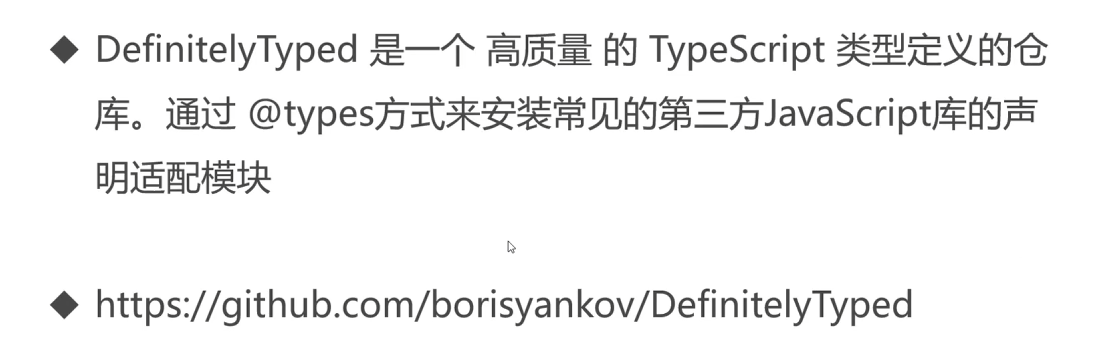 ◆ DefinitelyTyped 是一个 高质量 的 TypeScript 类型定义的仓
库。通过 @types方式来安装常见的第三方JavaScript库的声
明适配模块
◆ https://github.com/borisyankov/DefinitelyTyped